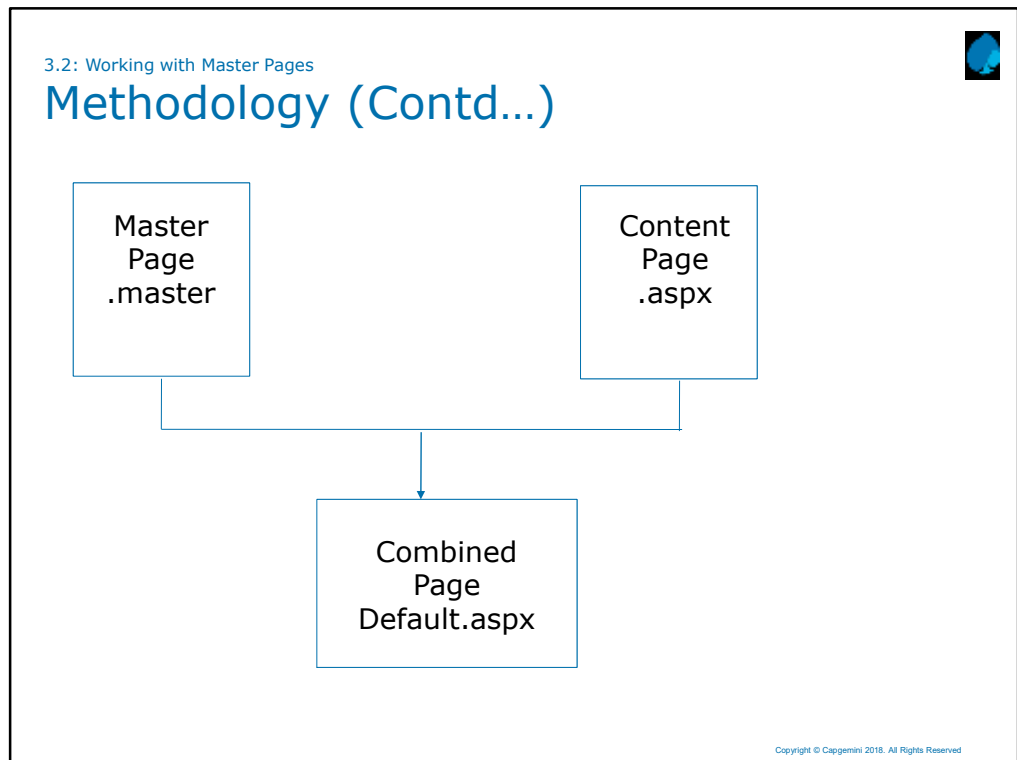 3.2: Working with Master Pages
Methodology (Contd…)
Master
Page
.master
Content
Page
.aspx
Combined
Page
Default.aspx
Copyright © Capgemini 2018. All Rights Reserved